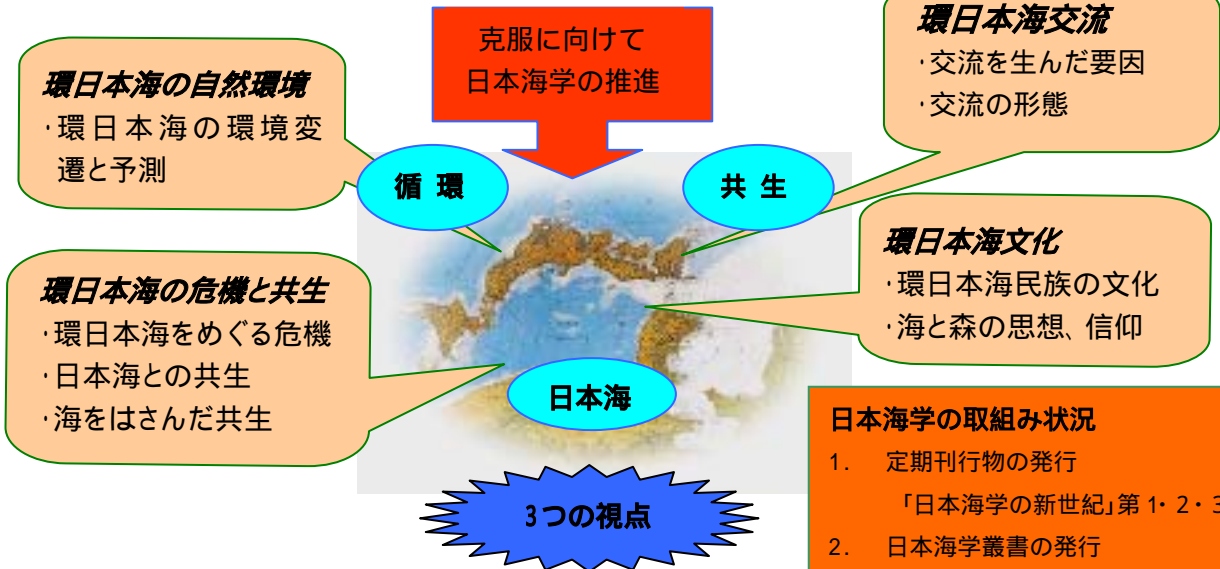 克服に向けて
日本海学の推進
環日本海の自然環境
・環日本海の環境変
遷と予測
環日本海交流
・交流を生んだ要因
・交流の形態
循 環
共 生
環日本海の危機と共生
・環日本海をめぐる危機
・日本海との共生
・海をはさんだ共生
環日本海文化
・環日本海民族の文化
・海と森の思想、信仰
日本海
3つの視点
日本海学の取組み状況
1. 定期刊行物の発行
「日本海学の新世紀」第1・2・3
2. 日本海学叢書の発行